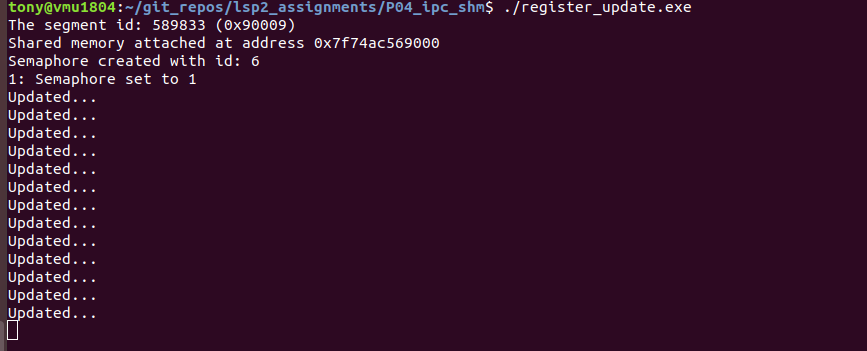 tony@vmu1804:~/git_repos/lsp2_assignments/P04_ipc_shm$ ./register_update.exe
The segment id: 589833 (0x90009)
Shared memory attached at address 0x7f74ac569000
Semaphore created with id: 6
1: Semaphore set to 1
Updated...
Updated...
Updated...
Updated...
Updated...
Updated...
Updated...
Updated...
Updated...
Updated...
Updated...
Updated...
Updated...